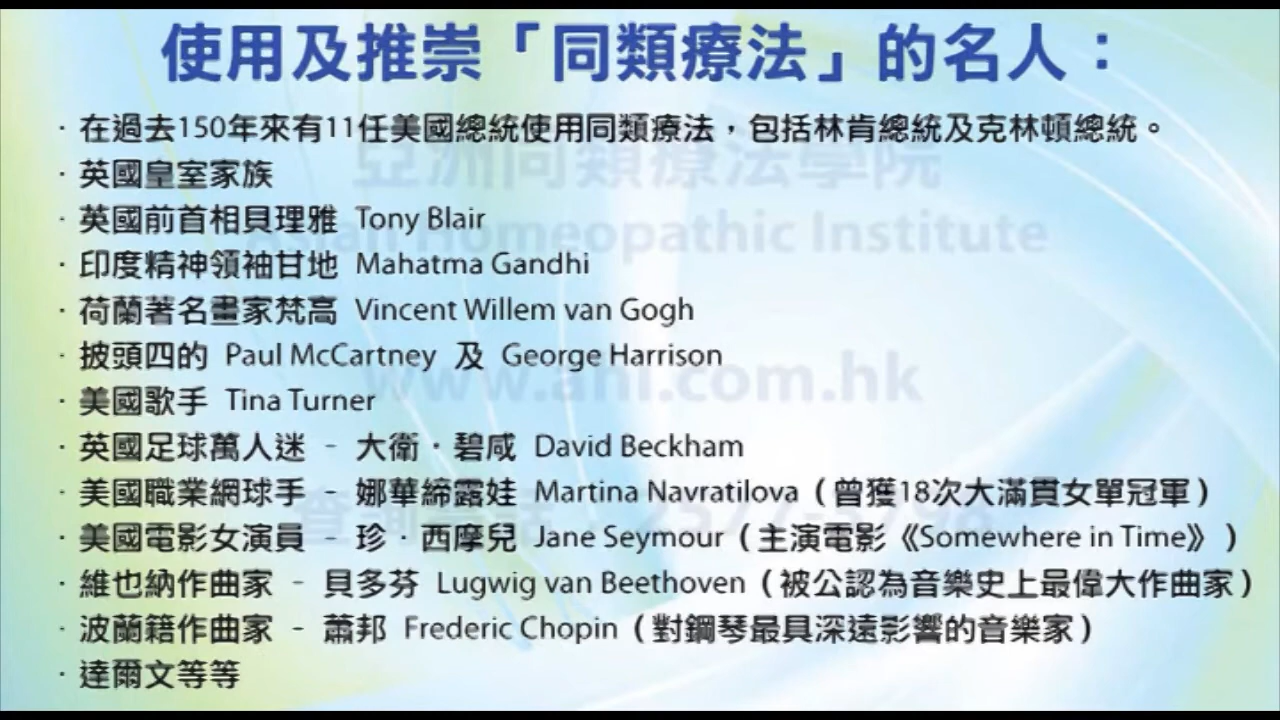 使用及推崇「同類療法」的名人：
· 在過去150年來有11任美國總統使用同類療法，包括林肯總統及克林頓總統。
亞洲同類療法學院
· 英國皇室家族
· 英國前首相貝理雅 Tony Blair
Asian Homeopathic Institute
· 印度精神領袖甘地 Mahatma Gandhi
· 荷蘭著名畫家梵高 Vincent Willem van Gogh
· 披頭四的 Paul McCartney 及 George Harrison
www.ahi.com.hk
· 美國歌手 Tina Turner
· 英國足球萬人迷 - 大衛·碧咸 David Beckham
· 美國職業網球手 - 娜華締露娃 Martina Navratilova（曾獲18次大滿貫女單冠軍）
· 美國電影女演員 - 珍·西摩兒 Jane Seymour（主演電影《Somewhere in Time》）
· 維也納作曲家 - 貝多芬 Lugwig van Beethoven（被公認為音樂史上最偉大作曲家）
· 波蘭籍作曲家 - 蕭邦 Frederic Chopin（對鋼琴最具深遠影響的音樂家）
· 達爾文等等